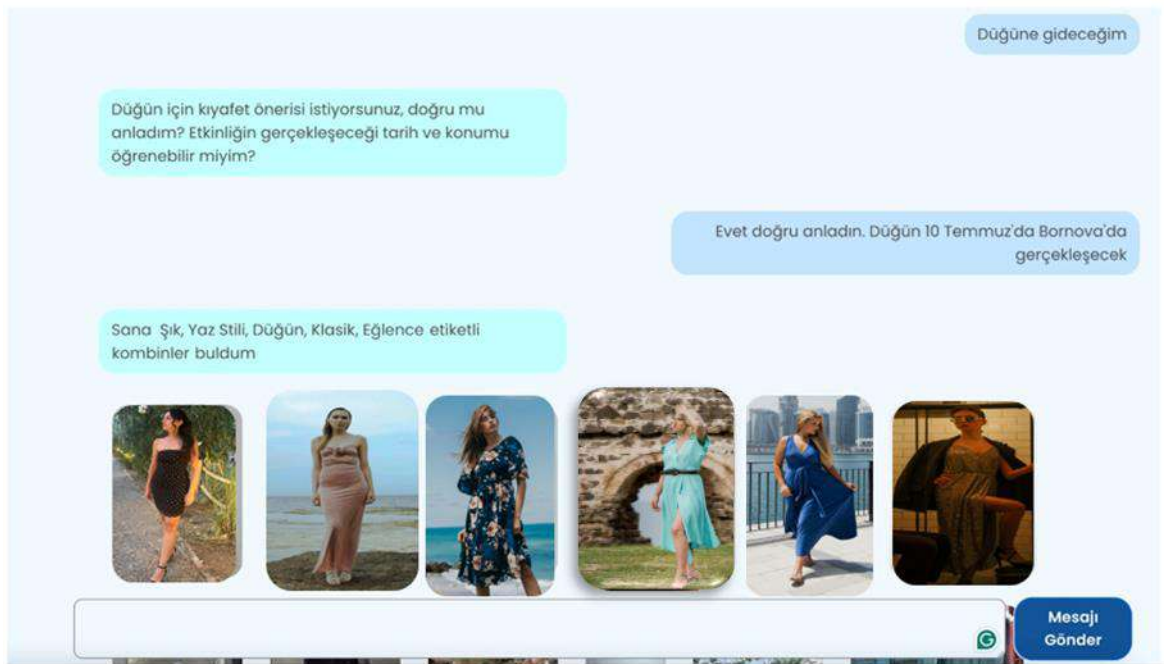 Düğüne gideceğim
Düğün için kıyafet önerisi istiyorsunuz, doğru mu
anladım? Etkinliğin gerçekleşeceği tarih ve konumu
öğrenebilir miyim?
Evet doğru anladın. Düğün 10 Temmuz'da Bornova'da
gerçekleşecek
Sana Şık, Yaz Stili, Düğün, Klasik, Eğlence etiketli
kombinler buldum
Mesajı
Gönder